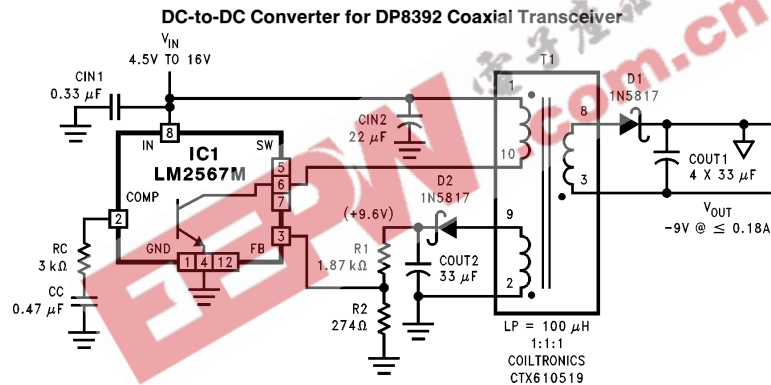 DC-to-DC Converter for DP8392 Coaxial Transceiver
VIN
4.5V TO 16V
CIN1
0.33 μF
CIN2
22 μF
T1
1
10
8
3
9
2
D1
1N5817
COUT1
4 X 33 μF
VOUT
-9V @ ≤ 0.18A
8
IN
IC1
LM2567M
SW
5
6
7
COMP
2
GND
FB
3
1 4 12
RC
3 kΩ
CC
0.47 μF
(+9.6V)
D2
1N5817
R1
1.87 kΩ
COUT2
33 μF
R2
274Ω
LP = 100 μH
1:1:1
COILTRONICS
CTX610519
EEPW
.com.cn